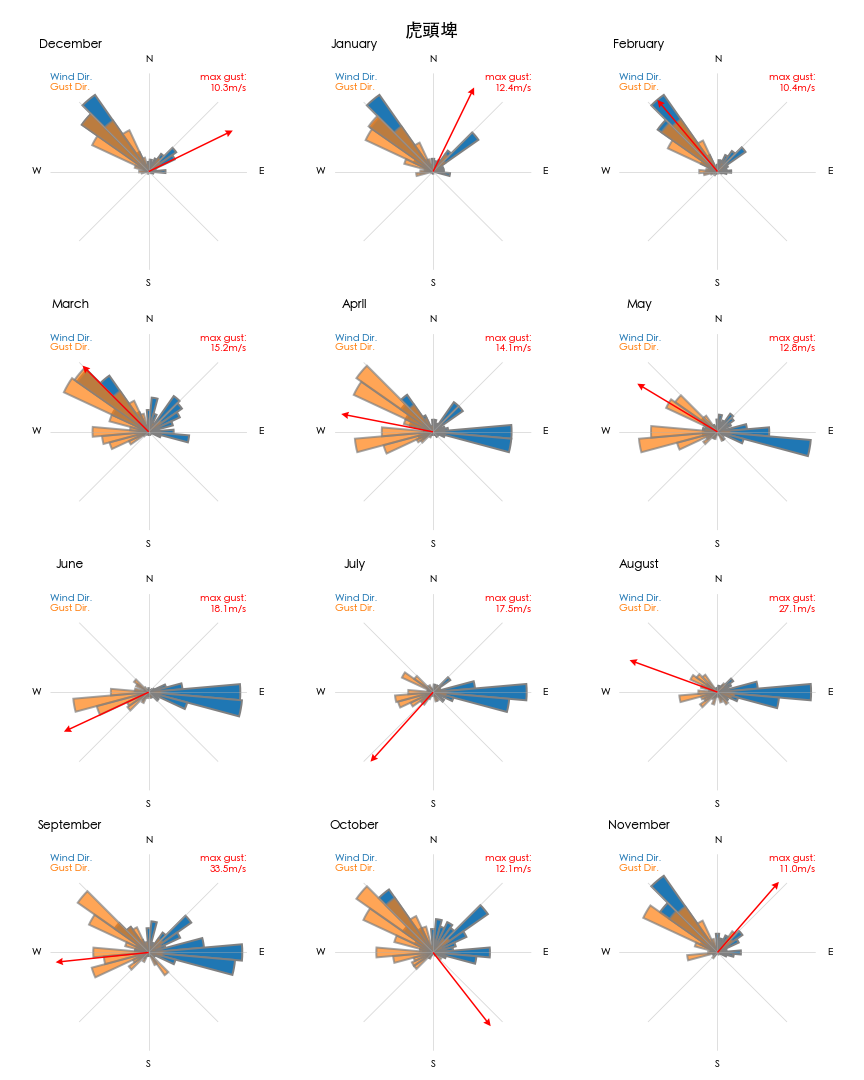 虎頭埤
December
N
Wind Dir.
Gust Dir.
max gust:
10.3m/s
W
E
S
January
N
Wind Dir.
Gust Dir.
max gust:
12.4m/s
W
E
S
February
N
Wind Dir.
Gust Dir.
max gust:
10.4m/s
W
E
S
March
N
Wind Dir.
Gust Dir.
max gust:
15.2m/s
W
E
S
April
N
Wind Dir.
Gust Dir.
max gust:
14.1m/s
W
E
S
May
N
Wind Dir.
Gust Dir.
max gust:
12.8m/s
W
E
S
June
N
Wind Dir.
Gust Dir.
max gust:
18.1m/s
W
E
S
July
N
Wind Dir.
Gust Dir.
max gust:
17.5m/s
W
E
S
August
N
Wind Dir.
Gust Dir.
max gust:
27.1m/s
W
E
S
September
N
Wind Dir.
Gust Dir.
max gust:
33.5m/s
W
E
S
October
N
Wind Dir.
Gust Dir.
max gust:
12.1m/s
W
E
S
November
N
Wind Dir.
Gust Dir.
max gust:
11.0m/s
W
E
S